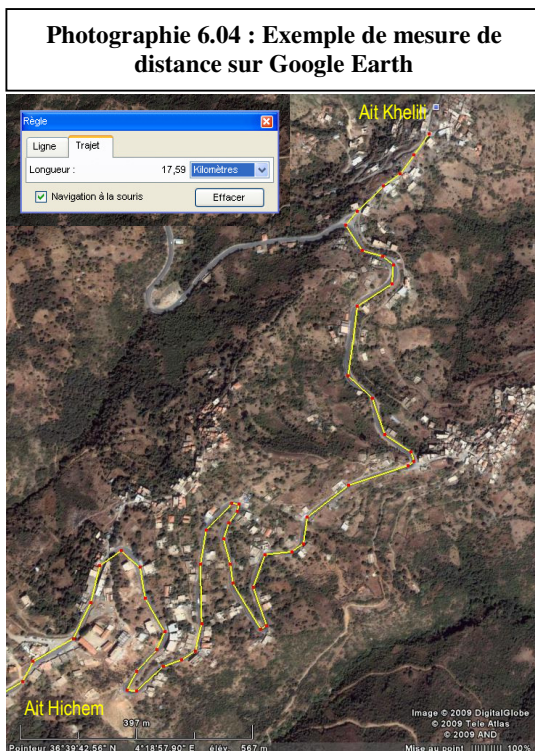 Photographie 6.04 : Exemple de mesure de
distance sur Google Earth
Ait Khelili
Règle
Ligne
Trajet
Longueur :
17,59
Kilomètres
Navigation à la souris
Effacer
Ait Hichem
397 m
Image © 2009 DigitalGlobe
© 2009 Tele Atlas
© 2009 AND
Pointeur 36°39'42.56" N 4°18'57.90" E élév. 567 m
Mise au point ||||||||| 100%